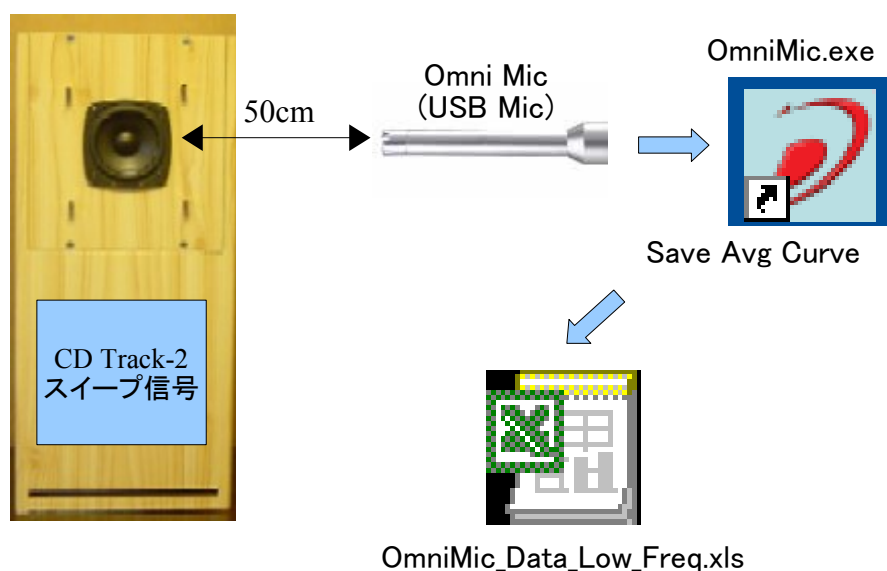 OmniMic.exe
Omni Mic
(USB Mic)
50cm
Save Avg Curve
CD Track-2
スイープ信号
OmniMic_Data_Low_Freq.xls